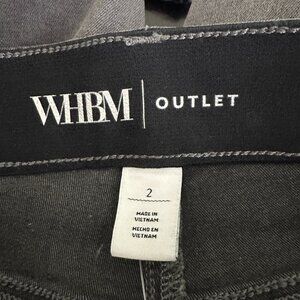 WHBM | OUTLET
2
MADE IN
VIETNAM
HECHO EN
VIETNAM